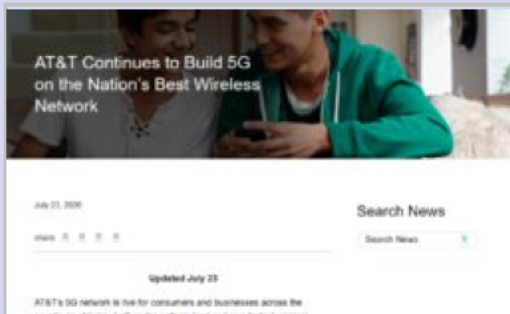 AT&T Continues to Build 5G
on the Nation's Best Wireless
Network
July 23, 2020
Search News
share
Search News
Updated July 23
AT&T's 5G network is live for consumers and businesses across the